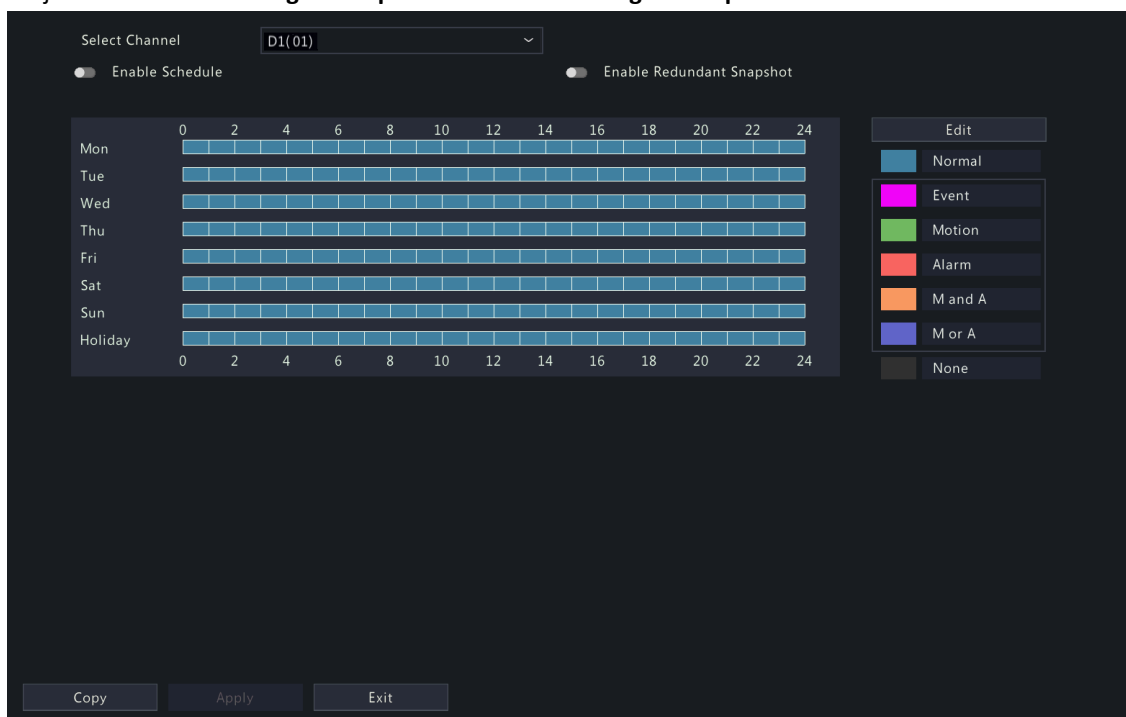 Select Channel D1(01)
Enable Schedule Enable Redundant Snapshot
0 2 4 6 8 10 12 14 16 18 20 22 24 Edit
Mon
Normal
Tue
Wed Event
Thu Motion
Fri Alarm
Sat
M and A
Sun
Holiday M or A
0 2 4 6 8 10 12 14 16 18 20 22 24 None
Copy Apply Exit